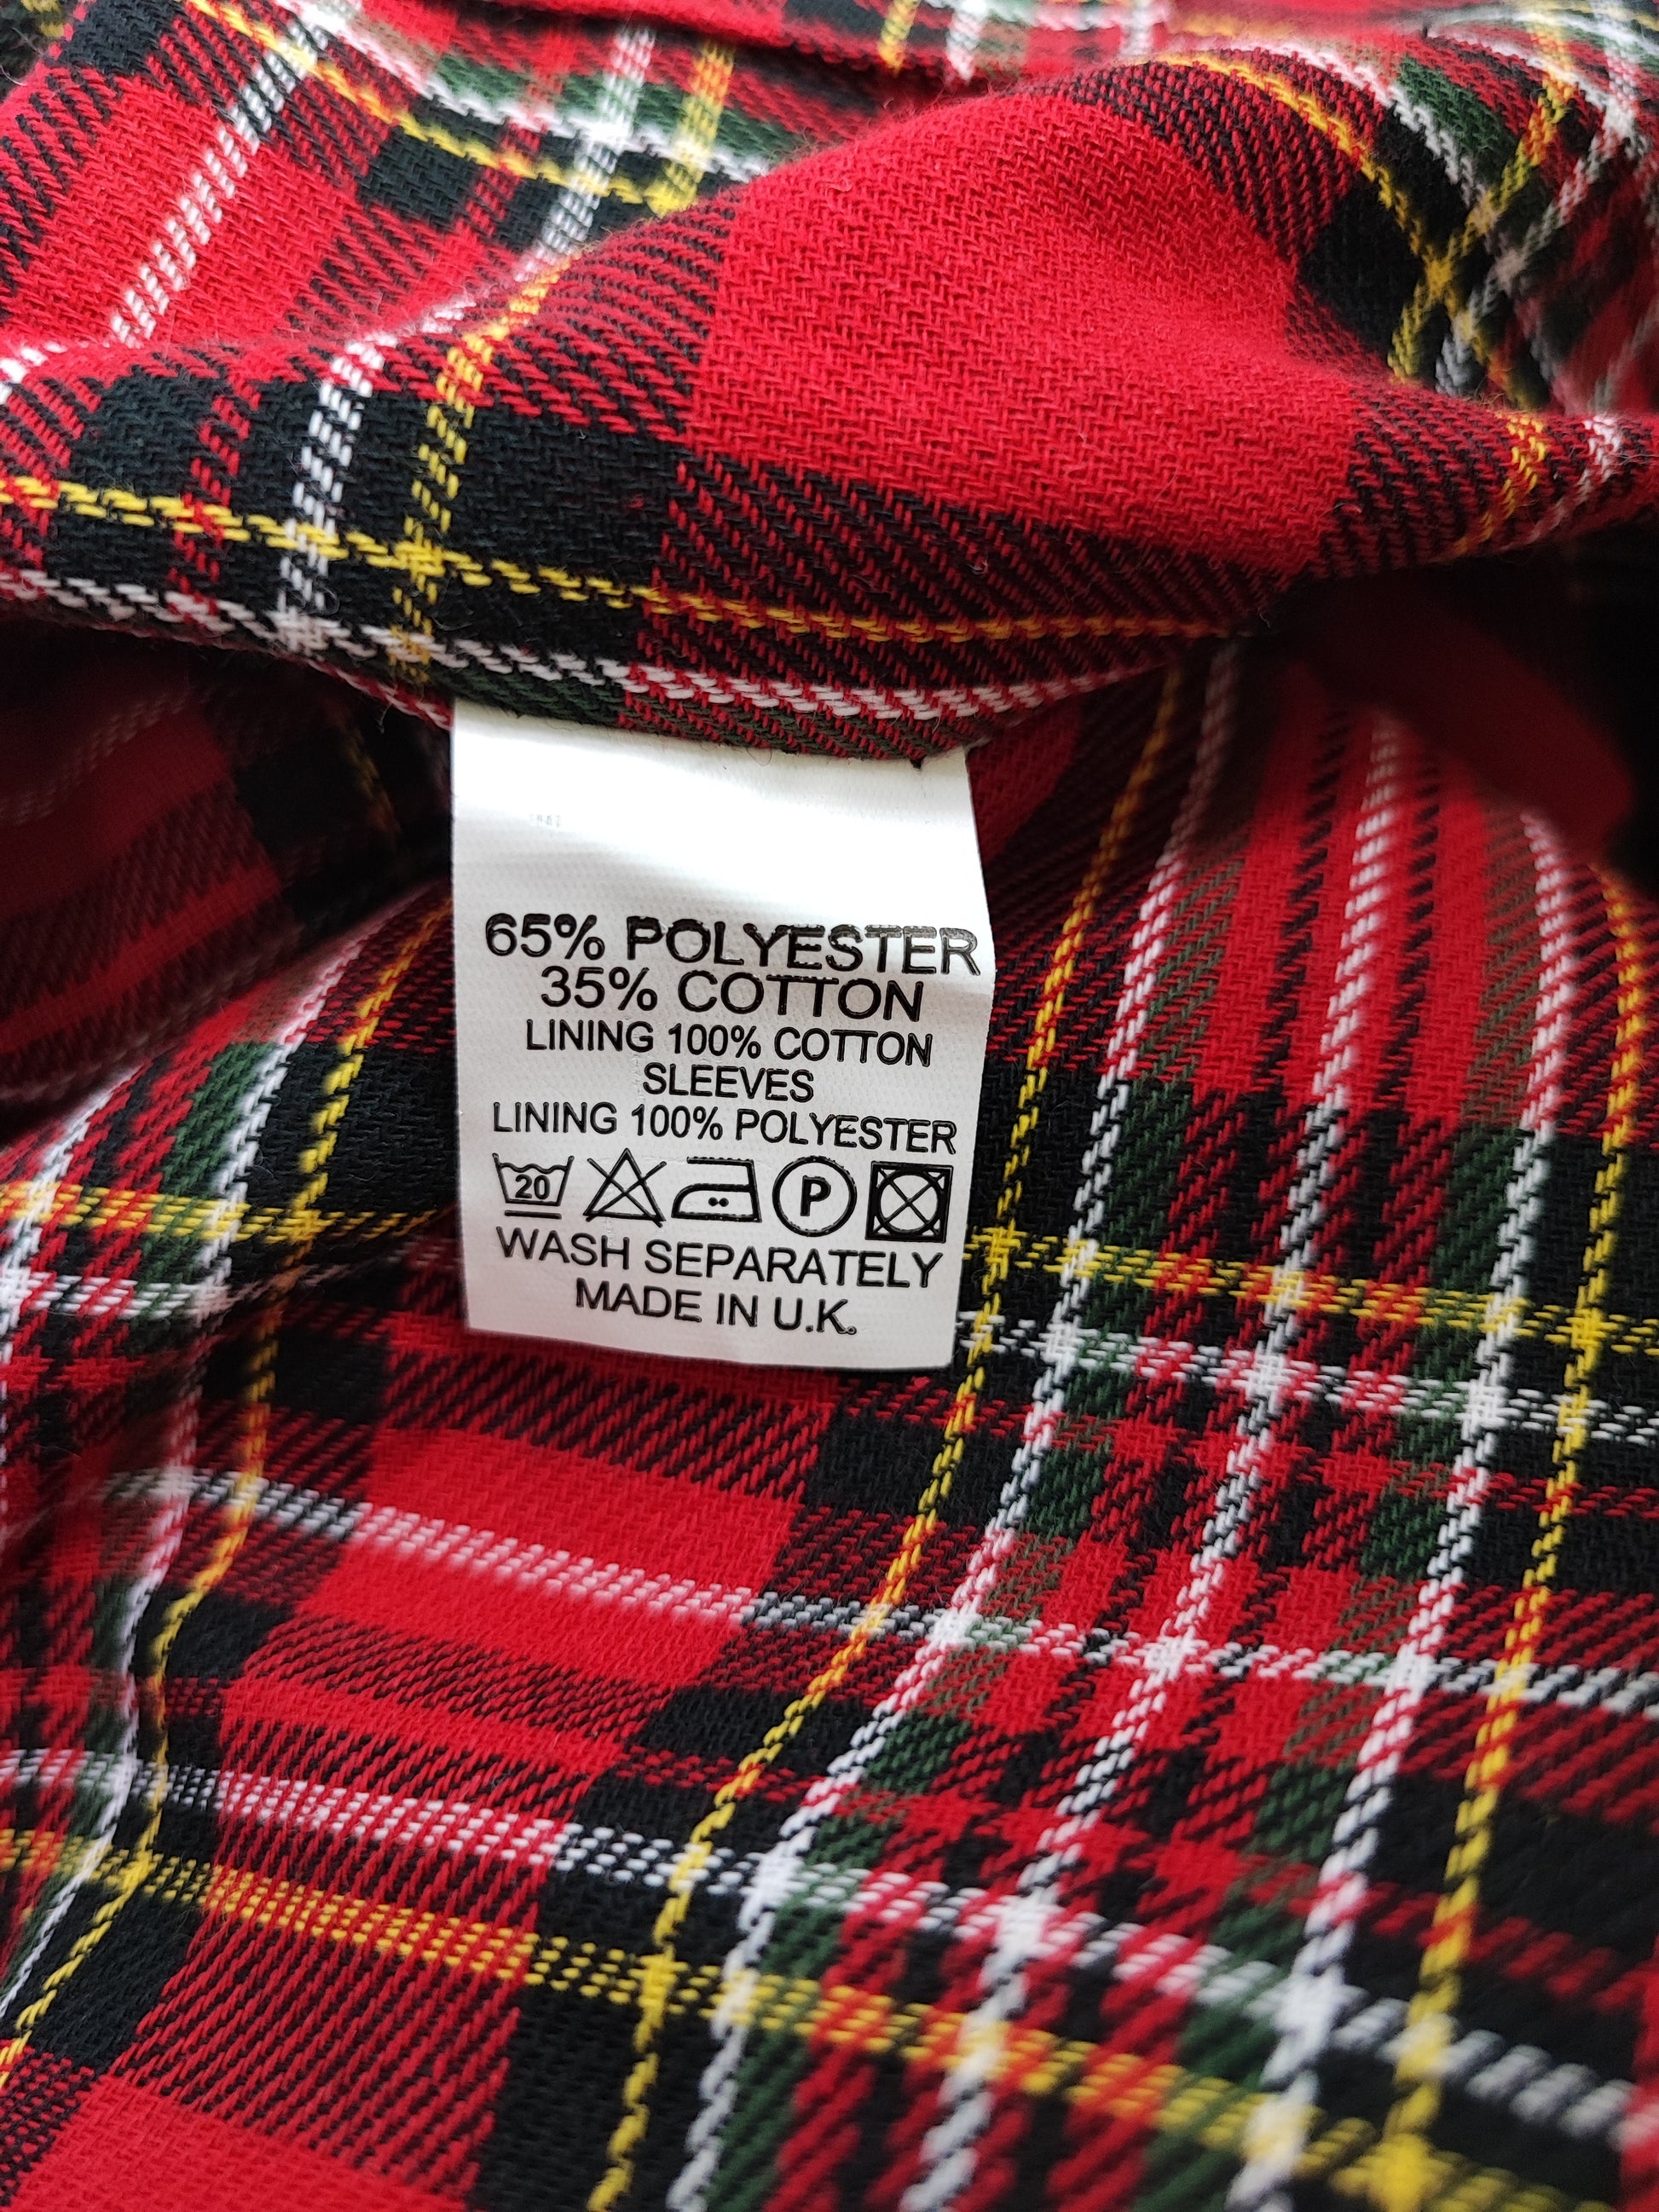 65% POLYESTER
35% COTTON
LINING 100% COTTON
SLEEVES
LINING 100% POLYESTER
20 P
WASH SEPARATELY
MADE IN U.K.